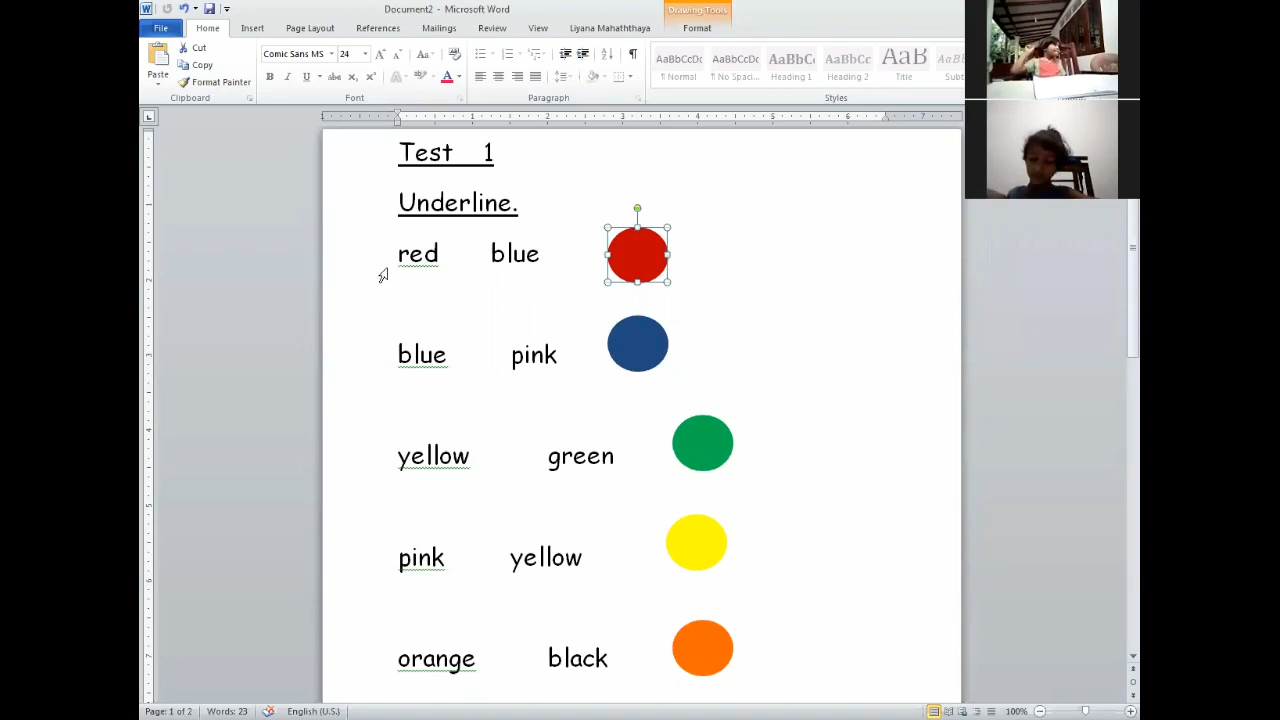 Document2 - Microsoft Word
Drawing Tools
File Home Insert Page Layout References Mailings Review View Liyana Mahaththaya Format
Paste
Cut
Copy
Format Painter
Clipboard
Comic Sans MS 24
Font
Paragraph
AaBbCcDc AaBbCcDc AaBbC AaBbCc AaB
¶ Normal ¶ No Spaci... Heading 1 Heading 2 Title Subt
Styles
Test 1
Underline.
red blue
blue pink
yellow green
pink yellow
orange black
Page: 1 of 2 Words: 23 English (U.S.) 100%